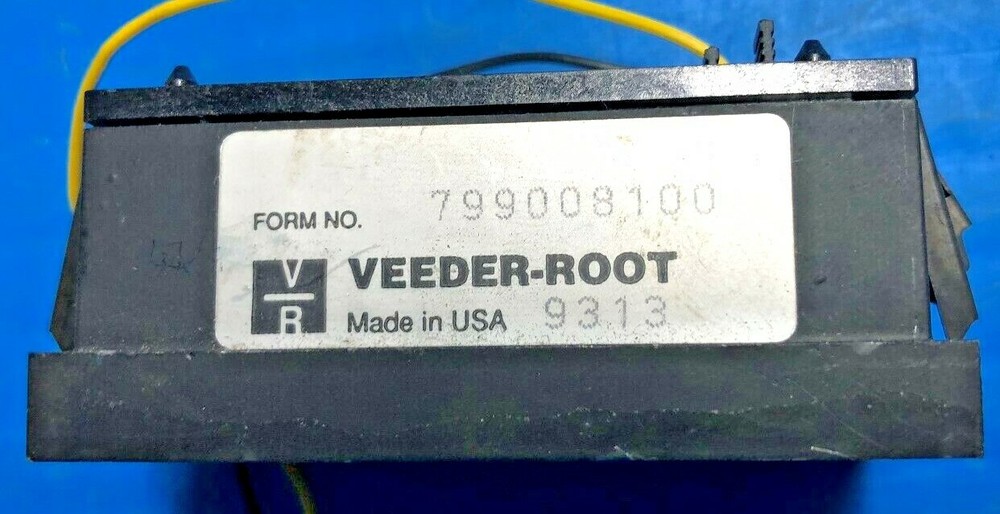 FORM NO. 799008100
V
R
VEEDER-ROOT
Made in USA 9313